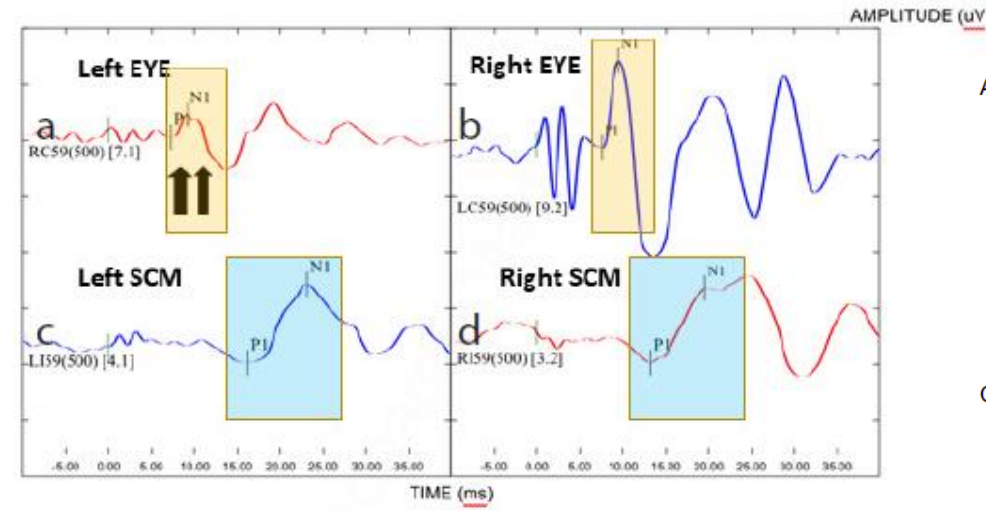 AMPLITUDE (uV
Left EYE
N1
P1
a
RC59(500) [7.1]
Right EYE
N1
P1
b
LC59(500) [9.2]
Left SCM
N1
P1
c
LI59(500) [4.1]
Right SCM
N1
P1
d
RI59(500) [3.2]
-5.00 0.00 5.00 10.00 15.00 20.00 25.00 30.00 35.00
-5.00 0.00 5.00 10.00 15.00 20.00 25.00 30.00 35.00
TIME (ms)